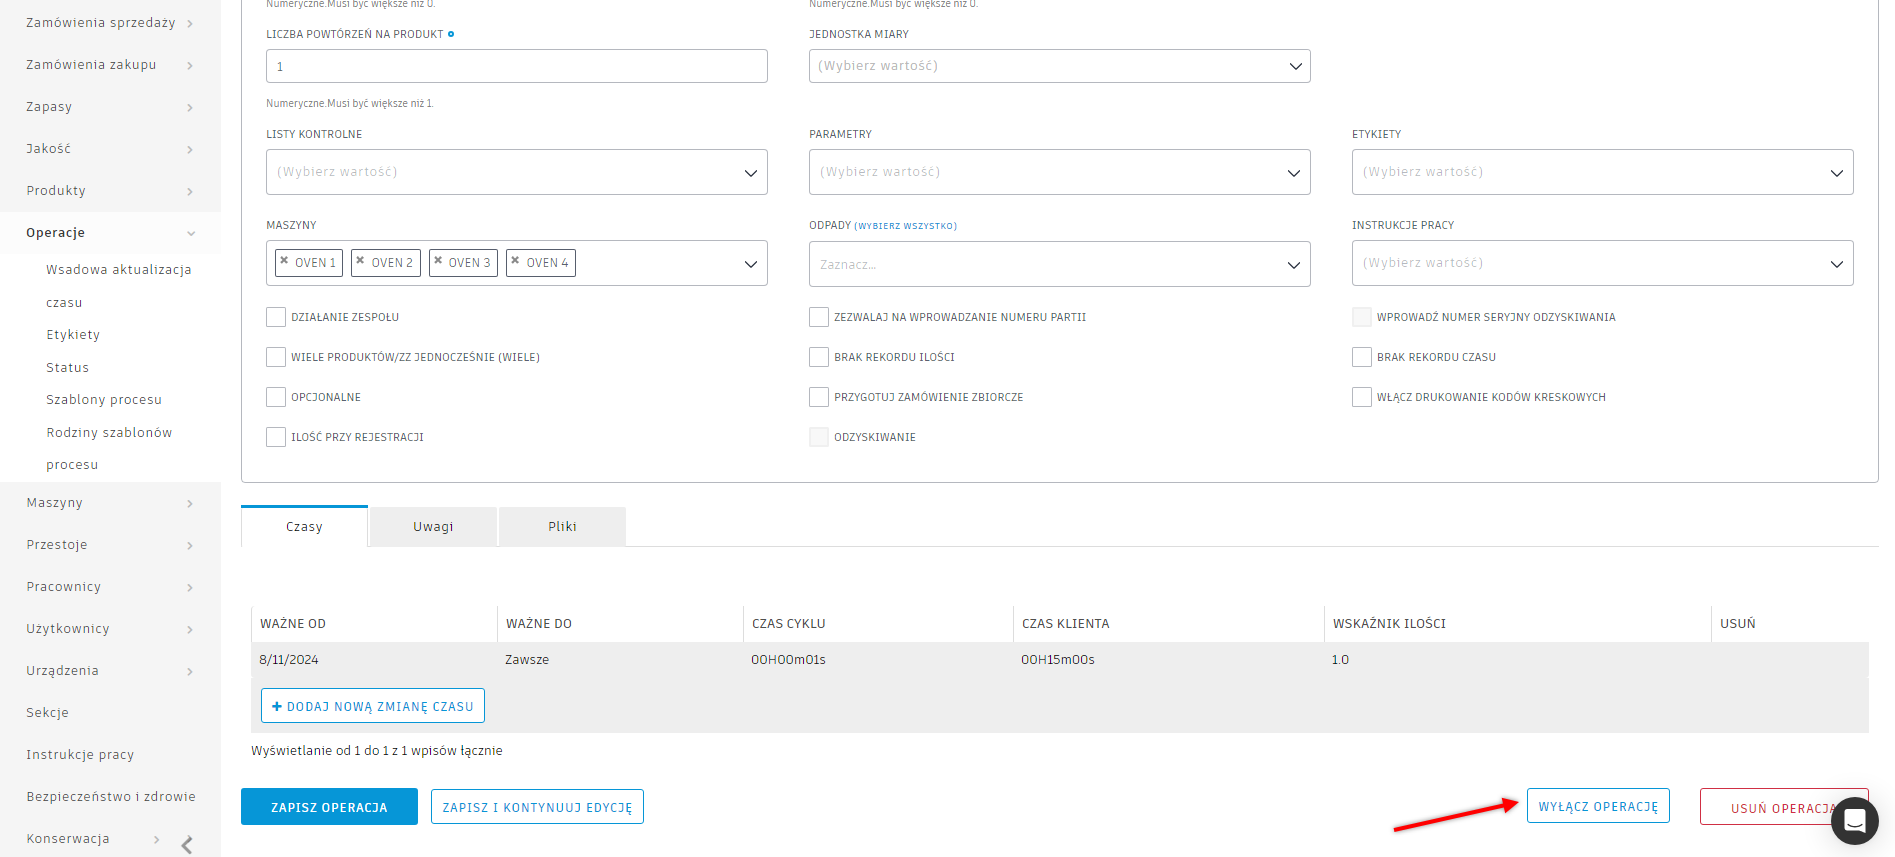 Zamówienia sprzedaży
Zamówienia zakupu
Zapasy
Jakość
Produkty
Operacje
Wsadowa aktualizacja
czasu
Etykiety
Status
Szablony procesu
Rodziny szablonów
procesu
Maszyny
Przestoje
Pracownicy
Użytkownicy
Urządzenia
Sekcje
Instrukcje pracy
Bezpieczeństwo i zdrowie
Konserwacja
Numeryczne.Musi być większe niż 0.
Numeryczne.Musi być większe niż 0.
LICZBA POWTÓRZEŃ NA PRODUKT
JEDNOSTKA MIARY
1
(Wybierz wartość)
Numeryczne.Musi być większe niż 1.
LISTY KONTROLNE
PARAMETRY
ETYKIETY
(Wybierz wartość)
(Wybierz wartość)
(Wybierz wartość)
MASZYNY
ODPADY (WYBIERZ WSZYSTKO)
INSTRUKCJE PRACY
× OVEN 1 × OVEN 2 × OVEN 3 × OVEN 4
Zaznacz...
(Wybierz wartość)
DZIAŁANIE ZESPOŁU
ZEZWALAJ NA WPROWADZANIE NUMERU PARTII
WPROWADŹ NUMER SERYJNY ODZYSKIWANIA
WIELE PRODUKTÓW/ZZ JEDNOCZEŚNIE (WIELE)
BRAK REKORDU ILOŚCI
BRAK REKORDU CZASU
OPCJONALNE
PRZYGOTUJ ZAMÓWIENIE ZBIORCZE
WŁĄCZ DRUKOWANIE KODÓW KRESKOWYCH
ILOŚĆ PRZY REJESTRACJI
ODZYSKIWANIE
Czasy
Uwagi
Pliki
WAŻNE OD
WAŻNE DO
CZAS CYKLU
CZAS KLIENTA
WSKAŹNIK ILOŚCI
USUŃ
8/11/2024
Zawsze
00H00m01s
00H15m00s
1.0
+ DODAJ NOWĄ ZMIANĘ CZASU
Wyświetlanie od 1 do 1 z 1 wpisów łącznie
ZAPISZ OPERACJA
ZAPISZ I KONTYNUUJ EDYCJĘ
WYŁĄCZ OPERACJĘ
USUŃ OPERACJA